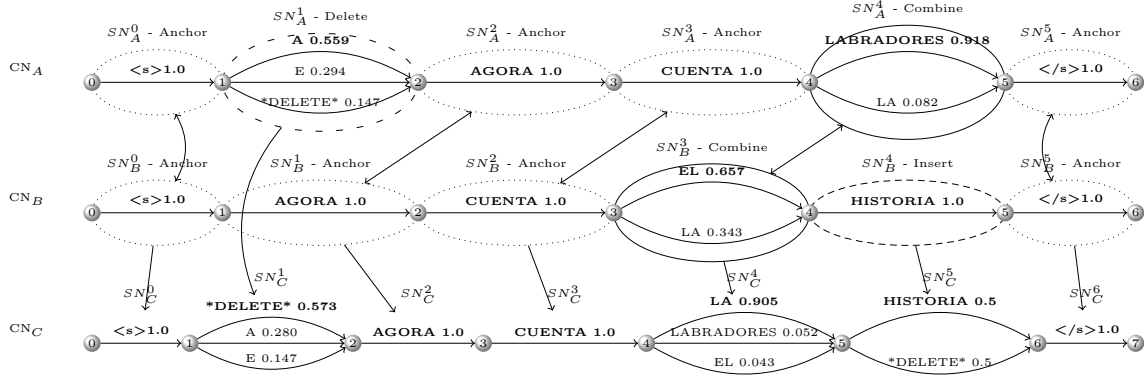 SN_A^0 - Anchor SN_A^1 - Delete SN_A^2 - Anchor SN_A^3 - Anchor SN_A^4 - Combine SN_A^5 - Anchor
A 0.559 LABRADORES 0.918
CN_A <s>1.0 E 0.294 AGORA 1.0 CUENTA 1.0 </s>1.0
0 1 2 3 4 5 6
*DELETE* 0.147 LA 0.082
SN_B^0 - Anchor SN_B^1 - Anchor SN_B^2 - Anchor SN_B^3 - Combine SN_B^4 - Insert SN_B^5 - Anchor
EL 0.657
CN_B <s>1.0 AGORA 1.0 CUENTA 1.0 HISTORIA 1.0 </s>1.0
0 1 2 3 4 5 6
LA 0.343
SN_C^0 SN_C^1 SN_C^2 SN_C^3 SN_C^4 SN_C^5 SN_C^6
*DELETE* 0.573 LA 0.905 HISTORIA 0.5
CN_C <s>1.0 A 0.280 AGORA 1.0 CUENTA 1.0 LABRADORES 0.052 </s>1.0
0 1 2 3 4 5 6 7
E 0.147 EL 0.043 *DELETE* 0.5